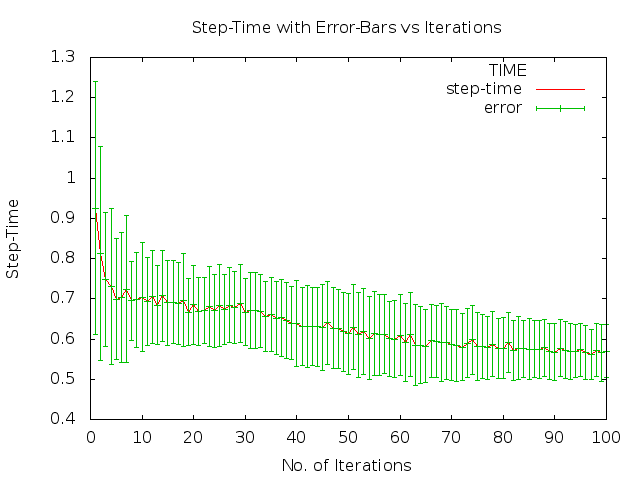 Step-Time with Error-Bars vs Iterations
1.3
1.2
1.1
1
0.9
0.8
0.7
0.6
0.5
0.4
Step-Time
TIME
step-time
error
0 10 20 30 40 50 60 70 80 90 100
No. of Iterations